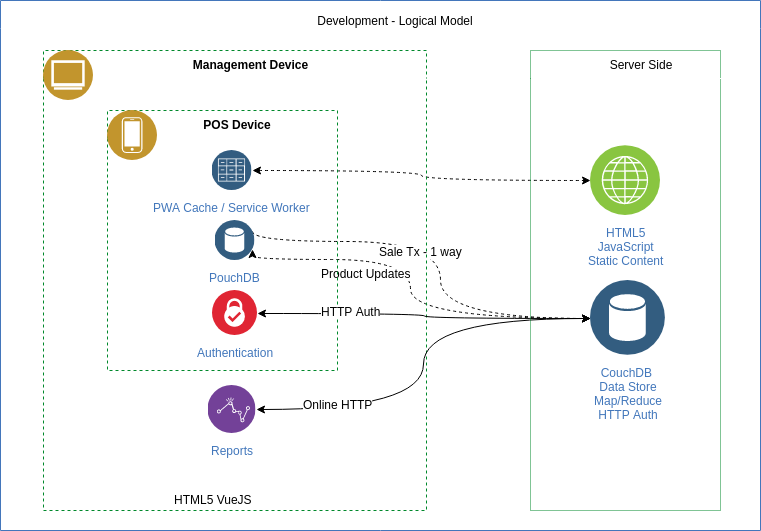 Development - Logical Model
Management Device
Server Side
POS Device
PWA Cache / Service Worker
HTML5
JavaScript
Static Content
Sale Tx - 1 way
PouchDB
Product Updates
HTTP Auth
Authentication
CouchDB
Data Store
Map/Reduce
HTTP Auth
Online HTTP
Reports
HTML5 VueJS